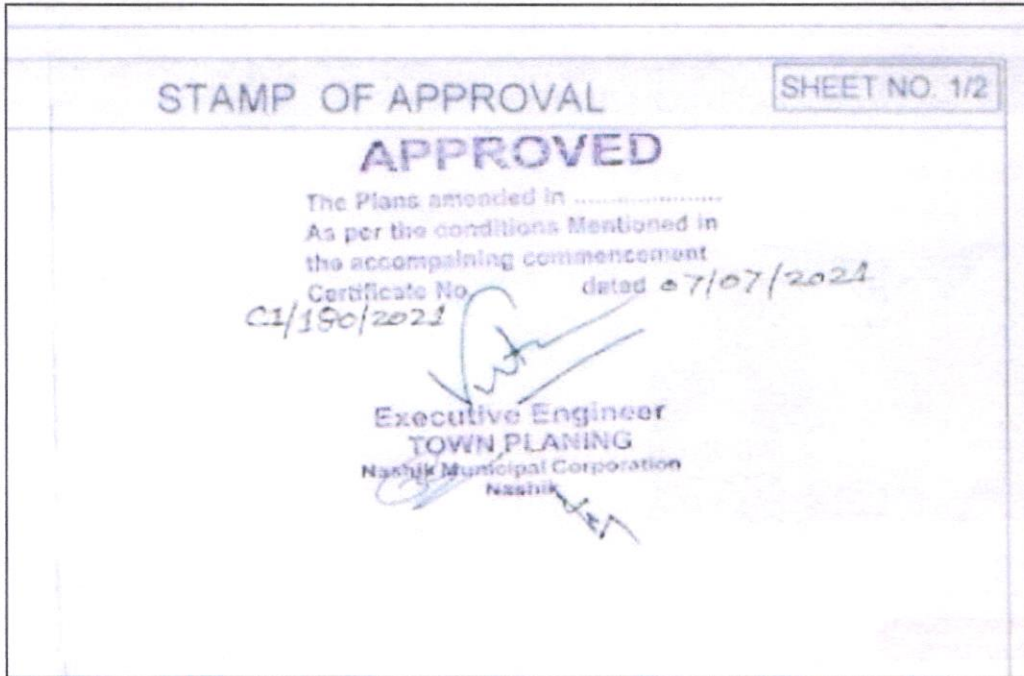 STAMP OF APPROVAL
SHEET NO. 1/2
APPROVED
The Plans amended in ......................
As per the conditions Mentioned in
the accompaining commencement
Certificate No. dated 07/07/2021
C1/190/2021
Executive Engineer
TOWN PLANING
Nashik Municipal Corporation
Nashik